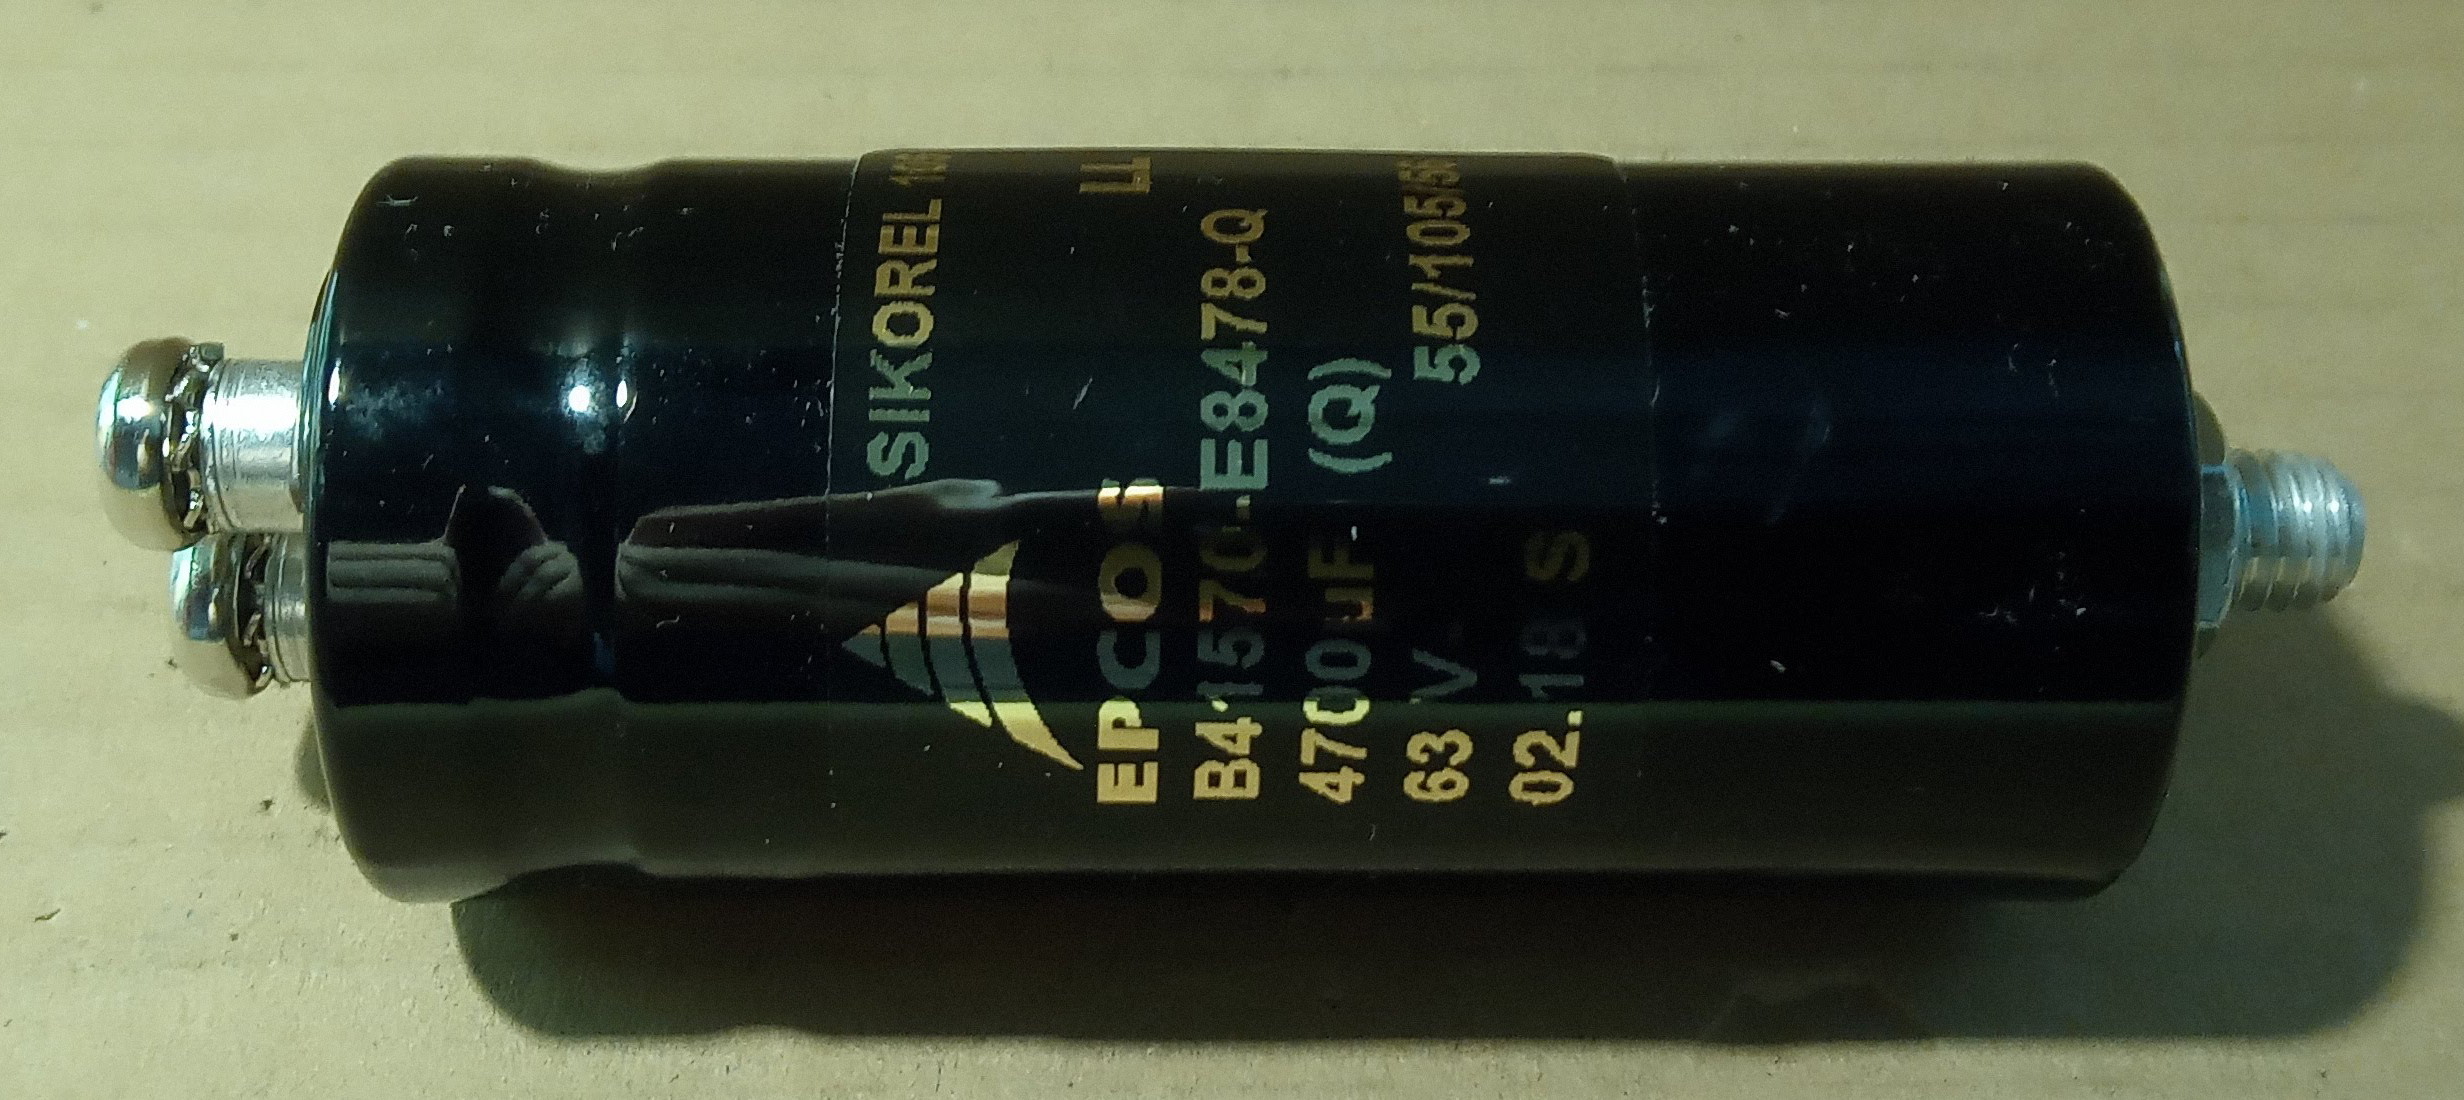 SIKOREL
EPCOS LL
B41570-E8478-Q
4700 µF (Q)
63 V- 55/105/56
02.18 S